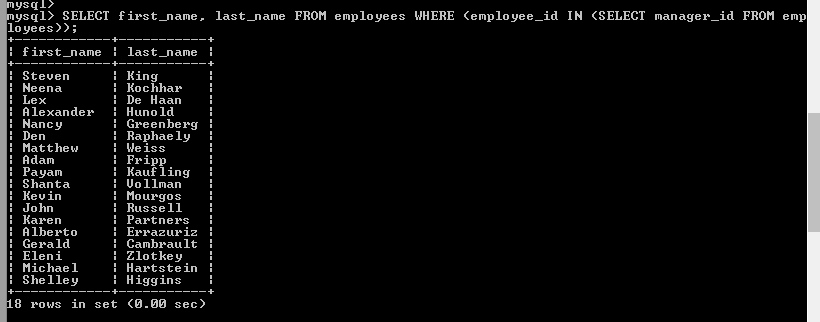 mysql>
mysql> SELECT first_name, last_name FROM employees WHERE (employee_id IN (SELECT manager_id FROM emp
loyees));
+------------+-----------+
| first_name | last_name |
+------------+-----------+
| Steven     | King      |
| Neena      | Kochhar   |
| Lex        | De Haan   |
| Alexander  | Hunold    |
| Nancy      | Greenberg |
| Den        | Raphaely  |
| Matthew    | Weiss     |
| Adam       | Fripp     |
| Payam      | Kaufling  |
| Shanta     | Vollman   |
| Kevin      | Mourgos   |
| John       | Russell   |
| Karen      | Partners  |
| Alberto    | Errazuriz |
| Gerald     | Cambrault |
| Eleni      | Zlotkey   |
| Michael    | Hartstein |
| Shelley    | Higgins   |
+------------+-----------+
18 rows in set (0.00 sec)